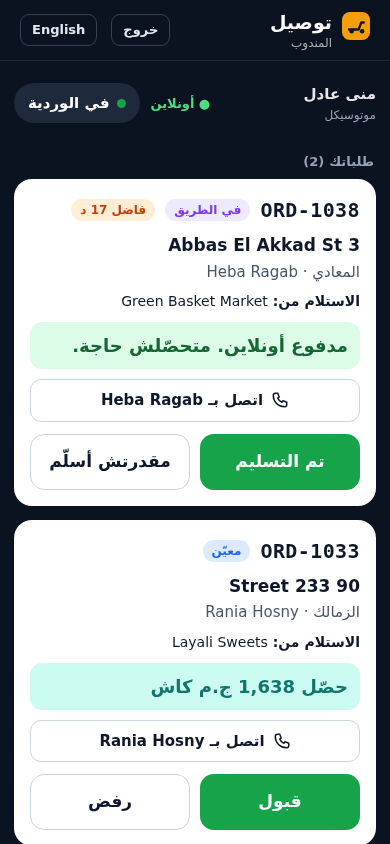 توصيل
المندوب
خروج
English
منى عادل
موتوسيكل
أونلاين
في الوردية
طلباتك (2)
ORD-1038 في الطريق فاضل 17 د
3 Abbas El Akkad St
المعادي · Heba Ragab
الاستلام من: Green Basket Market
مدفوع أونلاين. متحصّلش حاجة.
اتصل بـ Heba Ragab
تم التسليم
مقدرتش أسلّم
ORD-1033 معيّن
90 Street 233
الزمالك · Rania Hosny
الاستلام من: Layali Sweets
حصّل 1,638 ج.م كاش
اتصل بـ Rania Hosny
قبول
رفض